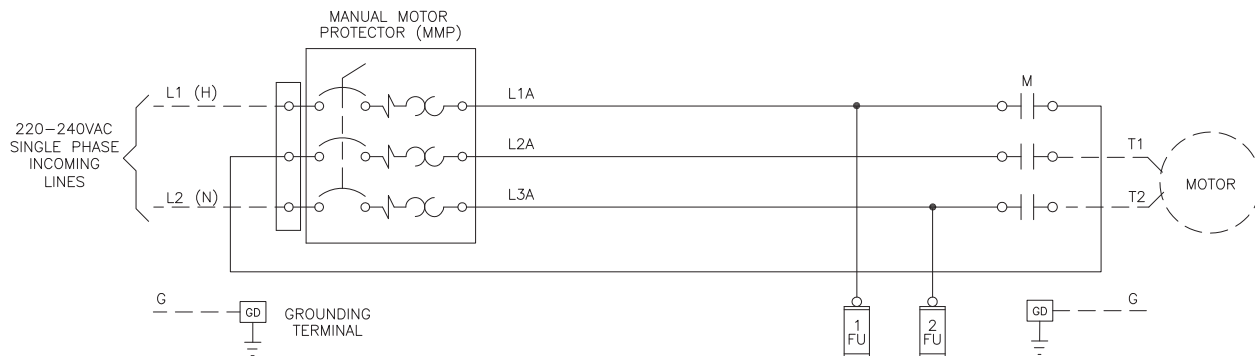 MANUAL MOTOR
PROTECTOR (MMP)
L1 (H)
L1A
M
220-240VAC
SINGLE PHASE
INCOMING
LINES
L2A
T1
MOTOR
L2 (N)
L3A
T2
G
GD
GROUNDING
TERMINAL
1
FU
2
FU
GD
G